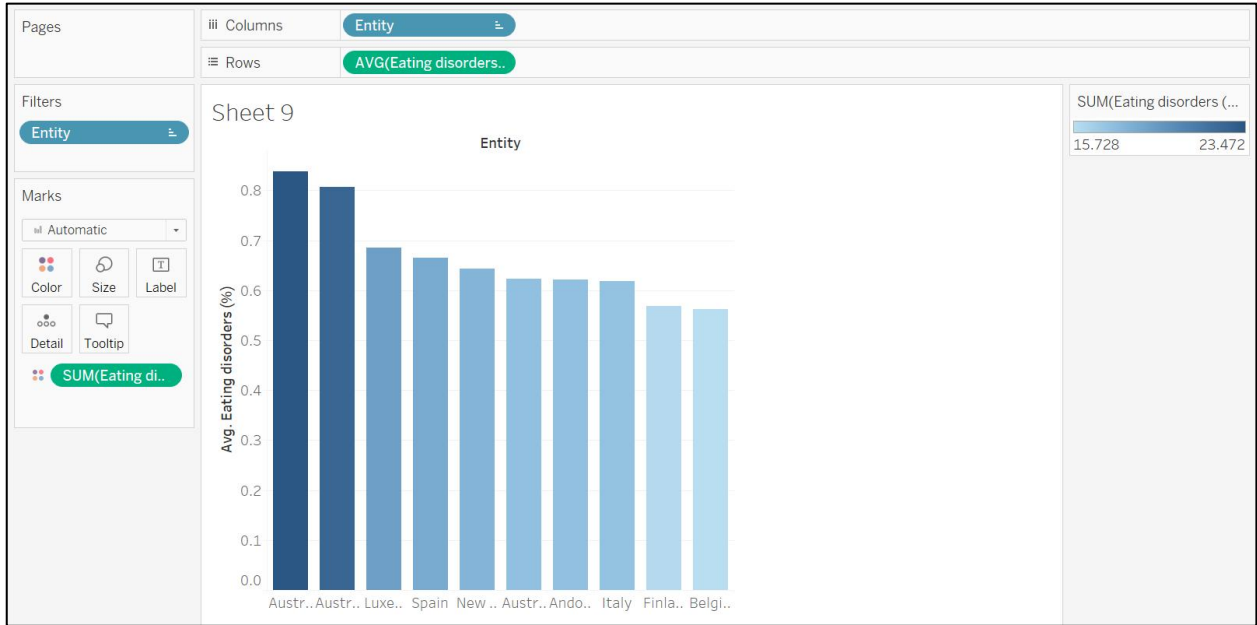 Pages
Columns
Entity
Rows
AVG(Eating disorders..
Filters
Entity
Marks
Automatic
Color
Size
Label
Detail
Tooltip
SUM(Eating di..
Sheet 9
Entity
Avg. Eating disorders (%)
0.8
0.7
0.6
0.5
0.4
0.3
0.2
0.1
0.0
Austr.. Austr.. Luxe.. Spain New .. Austr.. Ando.. Italy Finla.. Belgi..
SUM(Eating disorders (...
15.728 23.472